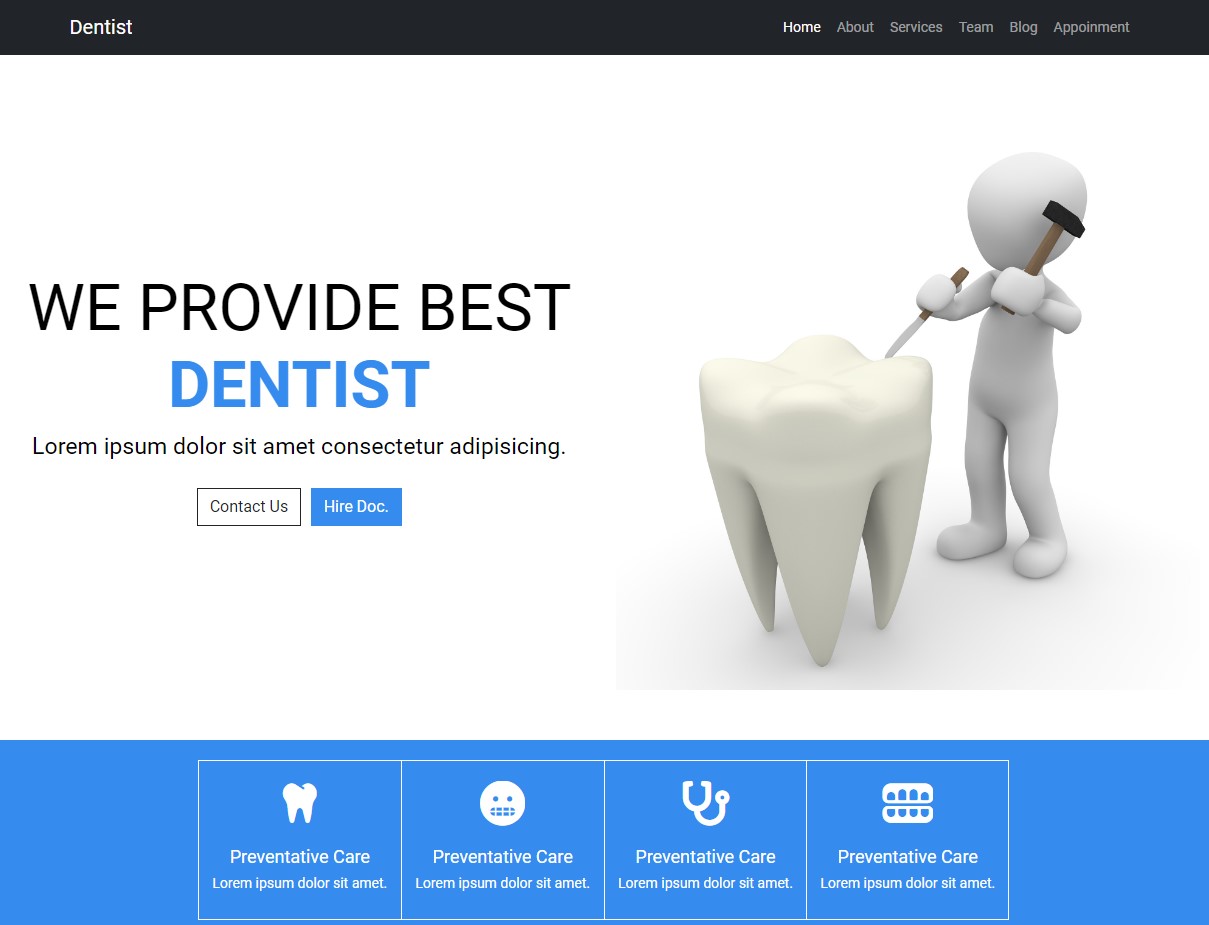 Dentist
Home About Services Team Blog Appoinment
WE PROVIDE BEST
DENTIST
Lorem ipsum dolor sit amet consectetur adipisicing.
Contact Us Hire Doc.
Preventative Care Preventative Care Preventative Care Preventative Care
Lorem ipsum dolor sit amet. Lorem ipsum dolor sit amet. Lorem ipsum dolor sit amet. Lorem ipsum dolor sit amet.